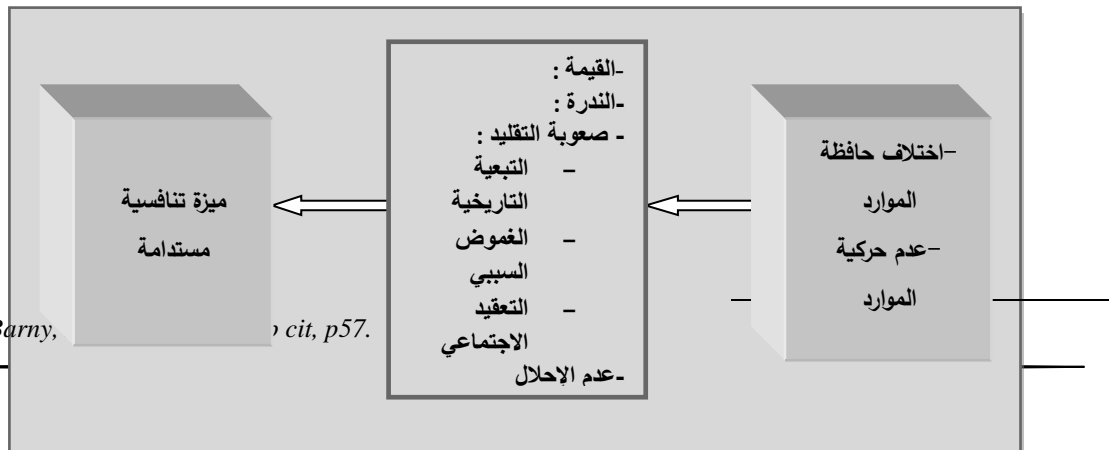 –اختلاف حافظة
الموارد
–عدم حركية
الموارد
-القيمة :
-الندرة :
- صعوبة التقليد :
– التبعية
التاريخية
– الغموض
السببي
– التعقيد
الاجتماعي
-عدم الإحلال
ميزة تنافسية
مستدامة
Barny, cit, p57.